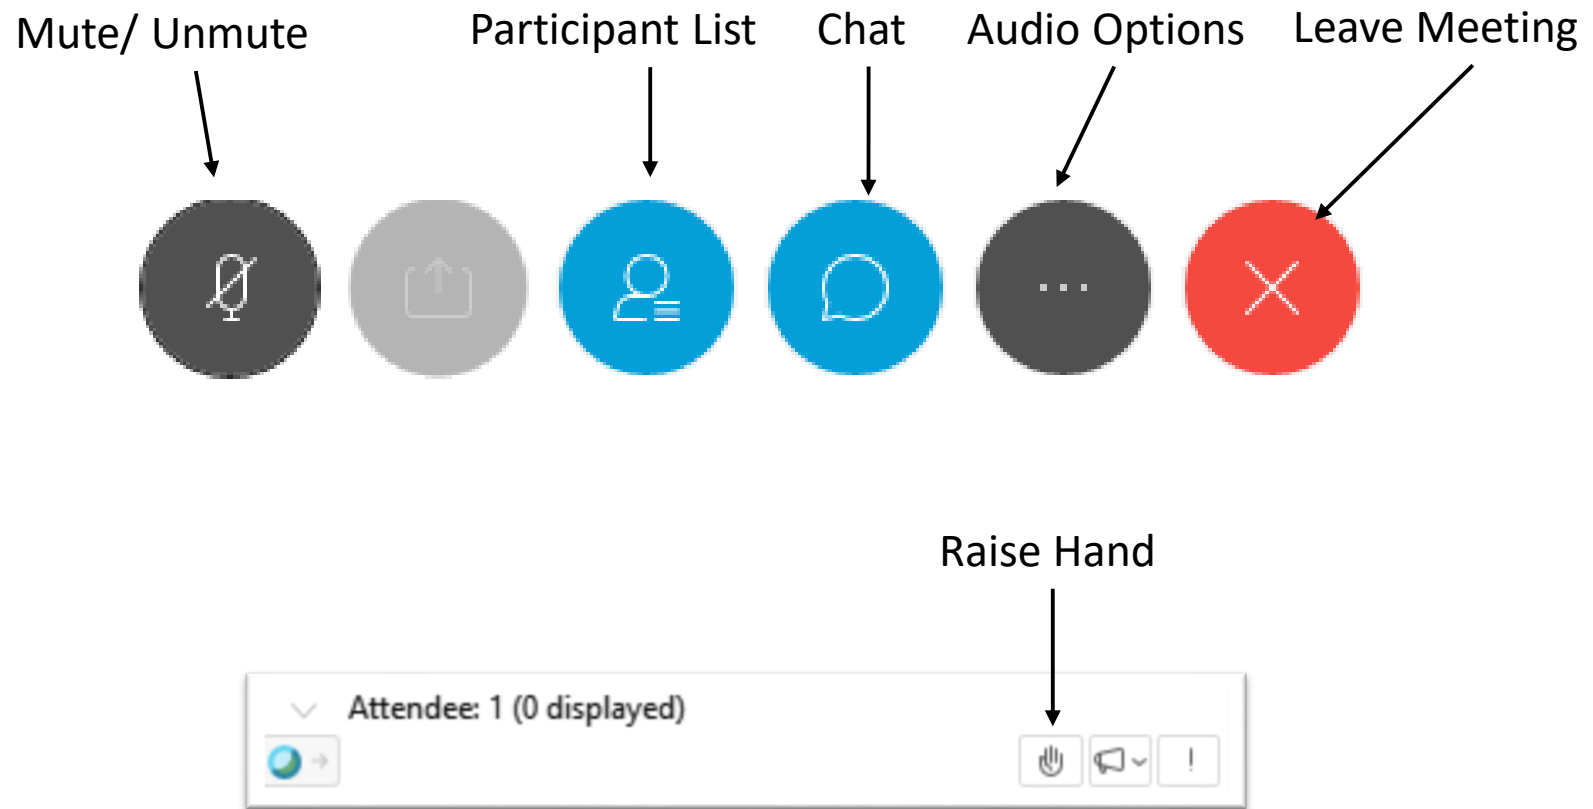 Mute/ Unmute
Participant List
Chat
Audio Options
Leave Meeting
Raise Hand
Attendee: 1 (0 displayed)
!